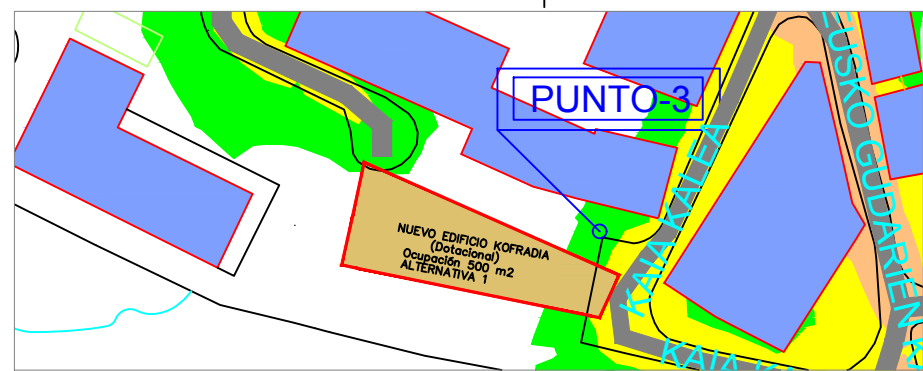 PUNTO-3
NUEVO EDIFICIO KOFRADIA
(Dotacional)
Ocupación 500 m2
ALTERNATIVA 1
KAIA KALEA
EUSKO GUDARIEN K
KAIA KA